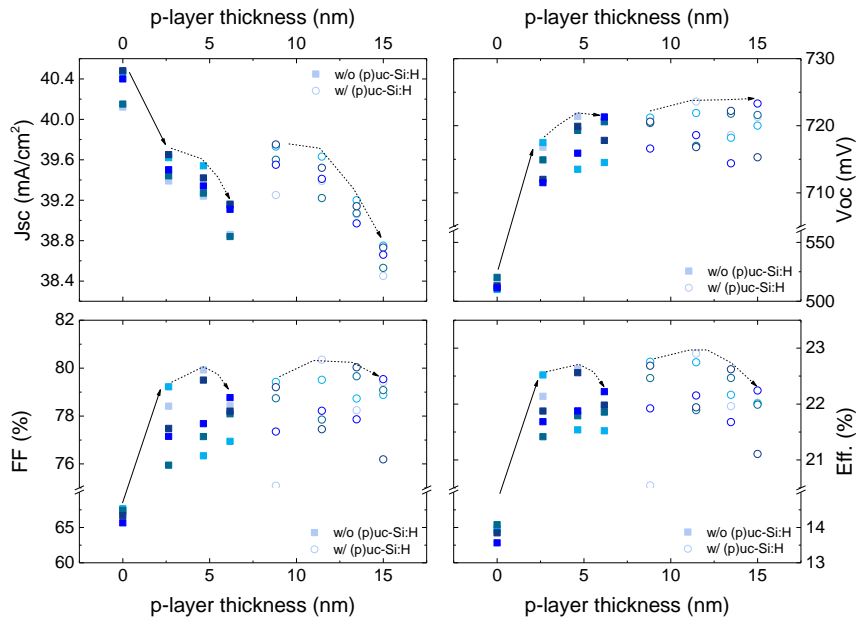 p-layer thickness (nm)
p-layer thickness (nm)
0 5 10 15
0 5 10 15
40.4
40.0
39.6
39.2
38.8
38.4
Jsc (mA/cm²)
w/o (p)uc-Si:H
w/ (p)uc-Si:H
730
720
710
525
500
Voc (mV)
w/o (p)uc-Si:H
w/ (p)uc-Si:H
82
80
78
76
65
60
FF (%)
w/o (p)uc-Si:H
w/ (p)uc-Si:H
23
22
21
14
13
Eff. (%)
w/o (p)uc-Si:H
w/ (p)uc-Si:H
0 5 10 15
0 5 10 15
p-layer thickness (nm)
p-layer thickness (nm)